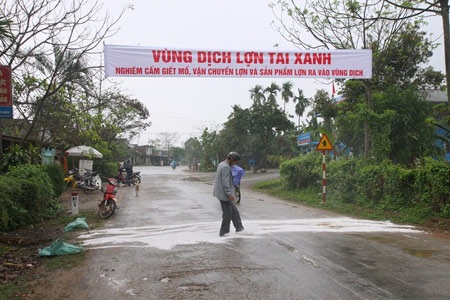 VÙNG DỊCH LỢN TAI XANH
NGHIÊM CẤM GIẾT MỔ, VẬN CHUYỂN LỢN VÀ SẢN PHẨM LỢN RA VÀO VÙNG DỊCH